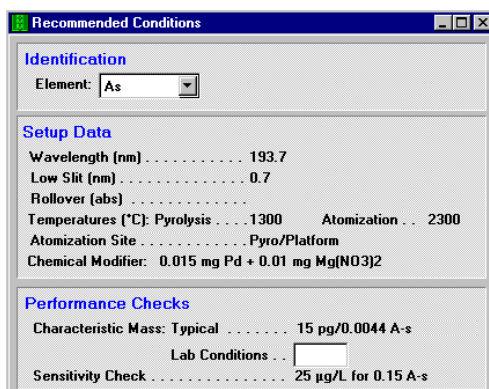 Recommended Conditions
Identification
Element: As
Setup Data
Wavelength (nm) . . . . . . . . . . . 193.7
Low Slit (nm) . . . . . . . . . . . . . . 0.7
Rollover (abs) . . . . . . . . . . . . .
Temperatures (°C): Pyrolysis . . . . 1300 Atomization . . 2300
Atomization Site . . . . . . . . . . . . Pyro/Platform
Chemical Modifier: 0.015 mg Pd + 0.01 mg Mg(NO3)2
Performance Checks
Characteristic Mass: Typical . . . . . . . 15 pg/0.0044 A-s
Lab Conditions . .
Sensitivity Check . . . . . . . . . . . . . . . 25 µg/L for 0.15 A-s